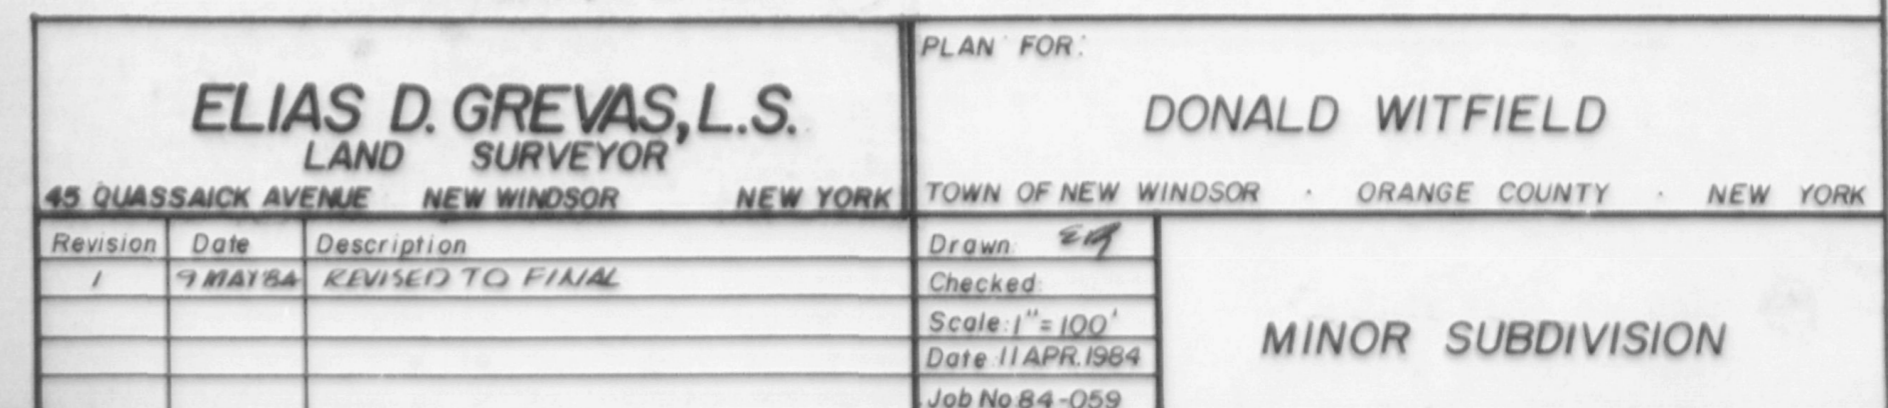 ELIAS D. GREVAS, L.S.
LAND SURVEYOR
45 QUASSAICK AVENUE NEW WINDSOR NEW YORK
PLAN FOR:
DONALD WITFIELD
TOWN OF NEW WINDSOR · ORANGE COUNTY · NEW YORK
Revision Date Description
1 9 MAY 84 REVISED TO FINAL
Drawn:
Checked:
Scale: 1" = 100'
Date 11 APR. 1984
Job No: 84-059
MINOR SUBDIVISION